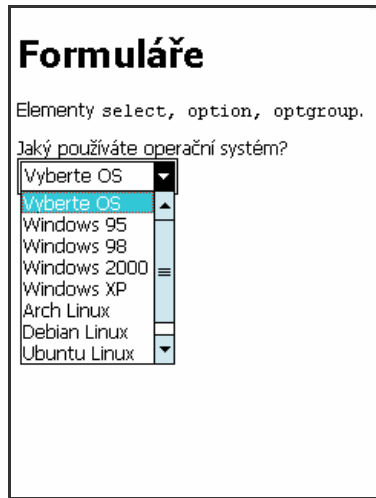 Formuláře
Elementy select, option, optgroup.
Jaký používáte operační systém?
Vyberte OS
Vyberte OS
Windows 95
Windows 98
Windows 2000
Windows XP
Arch Linux
Debian Linux
Ubuntu Linux